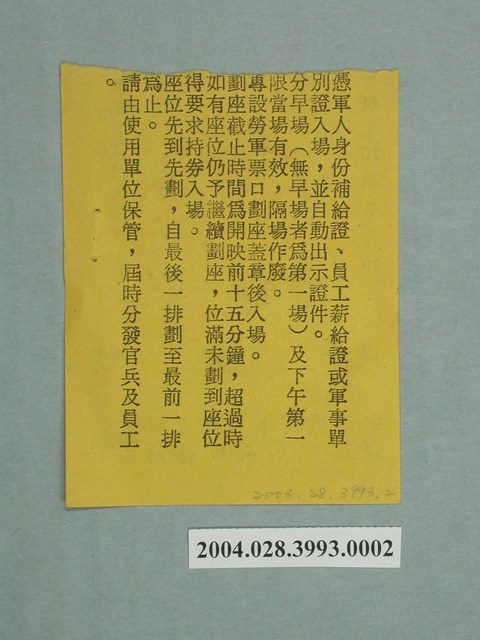 憑軍人身份補給證、員工薪給證或軍事單
別證入場，並自動出示證件。
分早場（無早場者為第一場）及下午第一
限當場有效，隔場作廢。
專設勞軍票口劃座蓋章後入場。
劃座截止時間為開映前十五分鐘，超過時
如有座位仍予繼續劃座，位滿未劃到座位
得要求持券入場。
座位先到先劃，自最後一排劃至最前一排
為止。
請由使用單位保管，屆時分發官兵及員工
。
2004.28.3993.2
2004.028.3993.0002